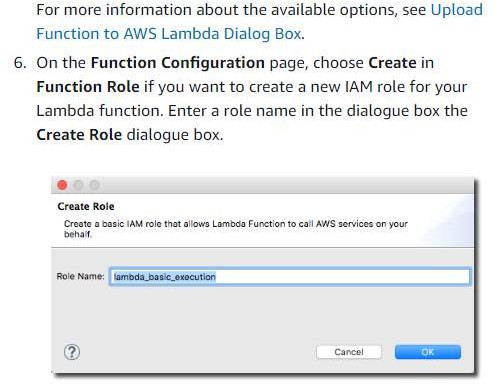 For more information about the available options, see Upload
Function to AWS Lambda Dialog Box.
6. On the Function Configuration page, choose Create in
Function Role if you want to create a new IAM role for your
Lambda function. Enter a role name in the dialogue box the
Create Role dialogue box.
Create Role
Create a basic IAM role that allows Lambda Function to call AWS services on your
behalf.
Role Name: lambda_basic_execution
? Cancel OK